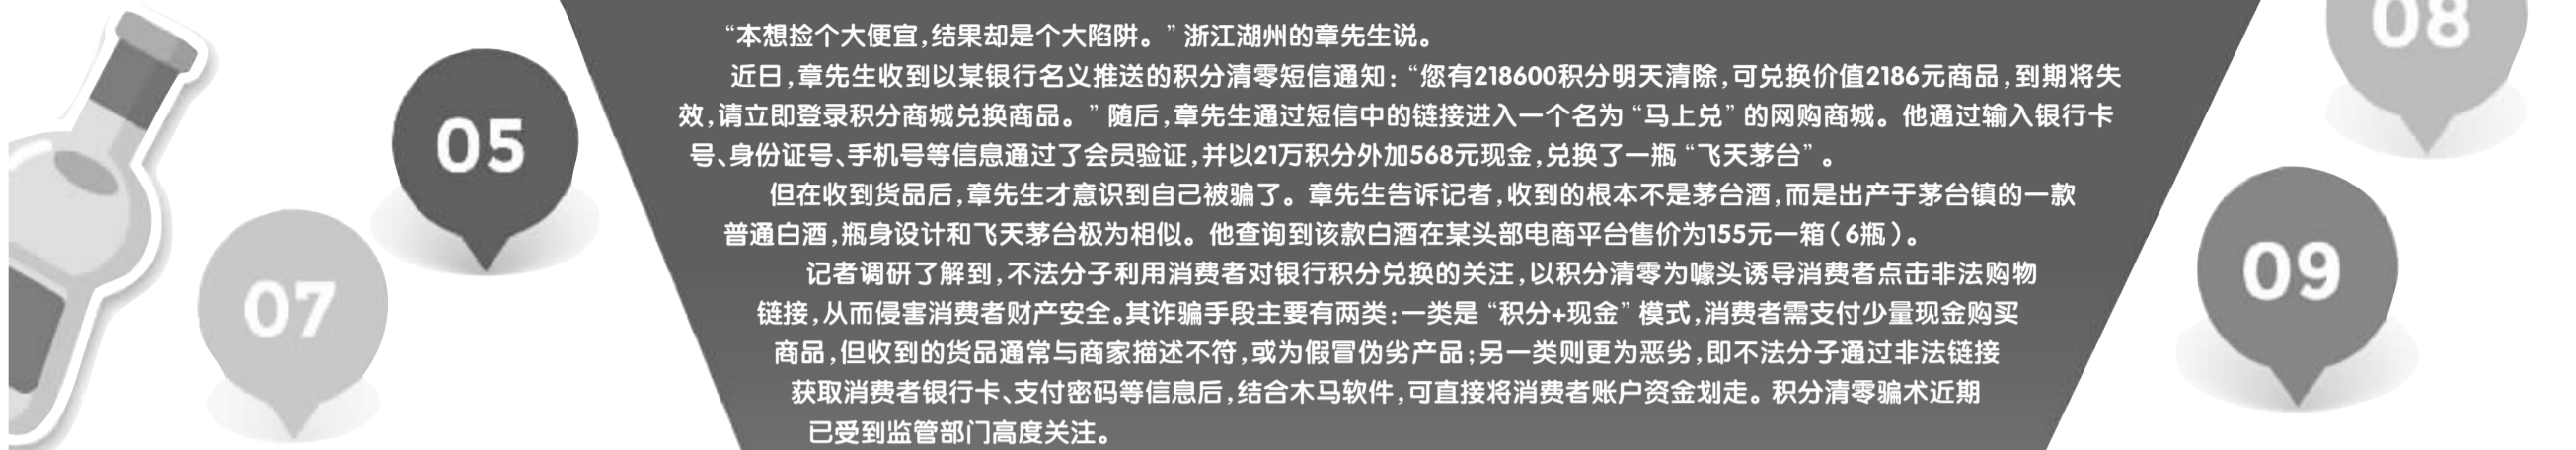 “本想捡个大便宜,结果却是个大陷阱。”浙江湖州的章先生说。
近日,章先生收到以某银行名义推送的积分清零短信通知:“您有218600积分明天清除,可兑换价值2186元商品,到期将失
效,请立即登录积分商城兑换商品。”随后,章先生通过短信中的链接进入一个名为“马上兑”的网购商城。他通过输入银行卡
号、身份证号、手机号等信息通过了会员验证,并以21万积分外加568元现金,兑换了一瓶“飞天茅台”。
但在收到货品后,章先生才意识到自己被骗了。章先生告诉记者,收到的根本不是茅台酒,而是出产于茅台镇的一款
普通白酒,瓶身设计和飞天茅台极为相似。他查询到该款白酒在某头部电商平台售价为155元一箱(6瓶)。
记者调研了解到,不法分子利用消费者对银行积分兑换的关注,以积分清零为噱头诱导消费者点击非法购物
链接,从而侵害消费者财产安全。其诈骗手段主要有两类:一类是“积分+现金”模式,消费者需支付少量现金购买
商品,但收到的货品通常与商家描述不符,或为假冒伪劣产品;另一类则更为恶劣,即不法分子通过非法链接
获取消费者银行卡、支付密码等信息后,结合木马软件,可直接将消费者账户资金划走。积分清零骗术近期
已受到监管部门高度关注。
05
07
08
09